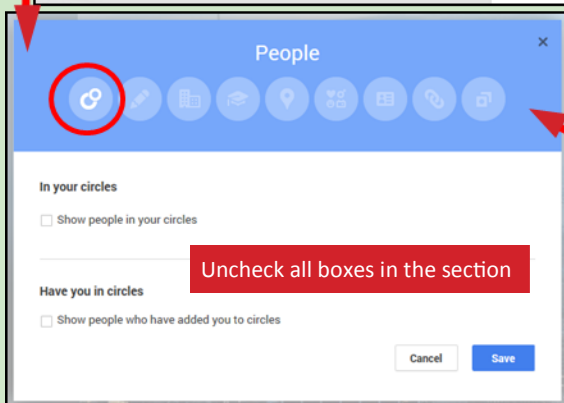 People
In your circles
Show people in your circles
Uncheck all boxes in the section
Have you in circles
Show people who have added you to circles
Cancel Save